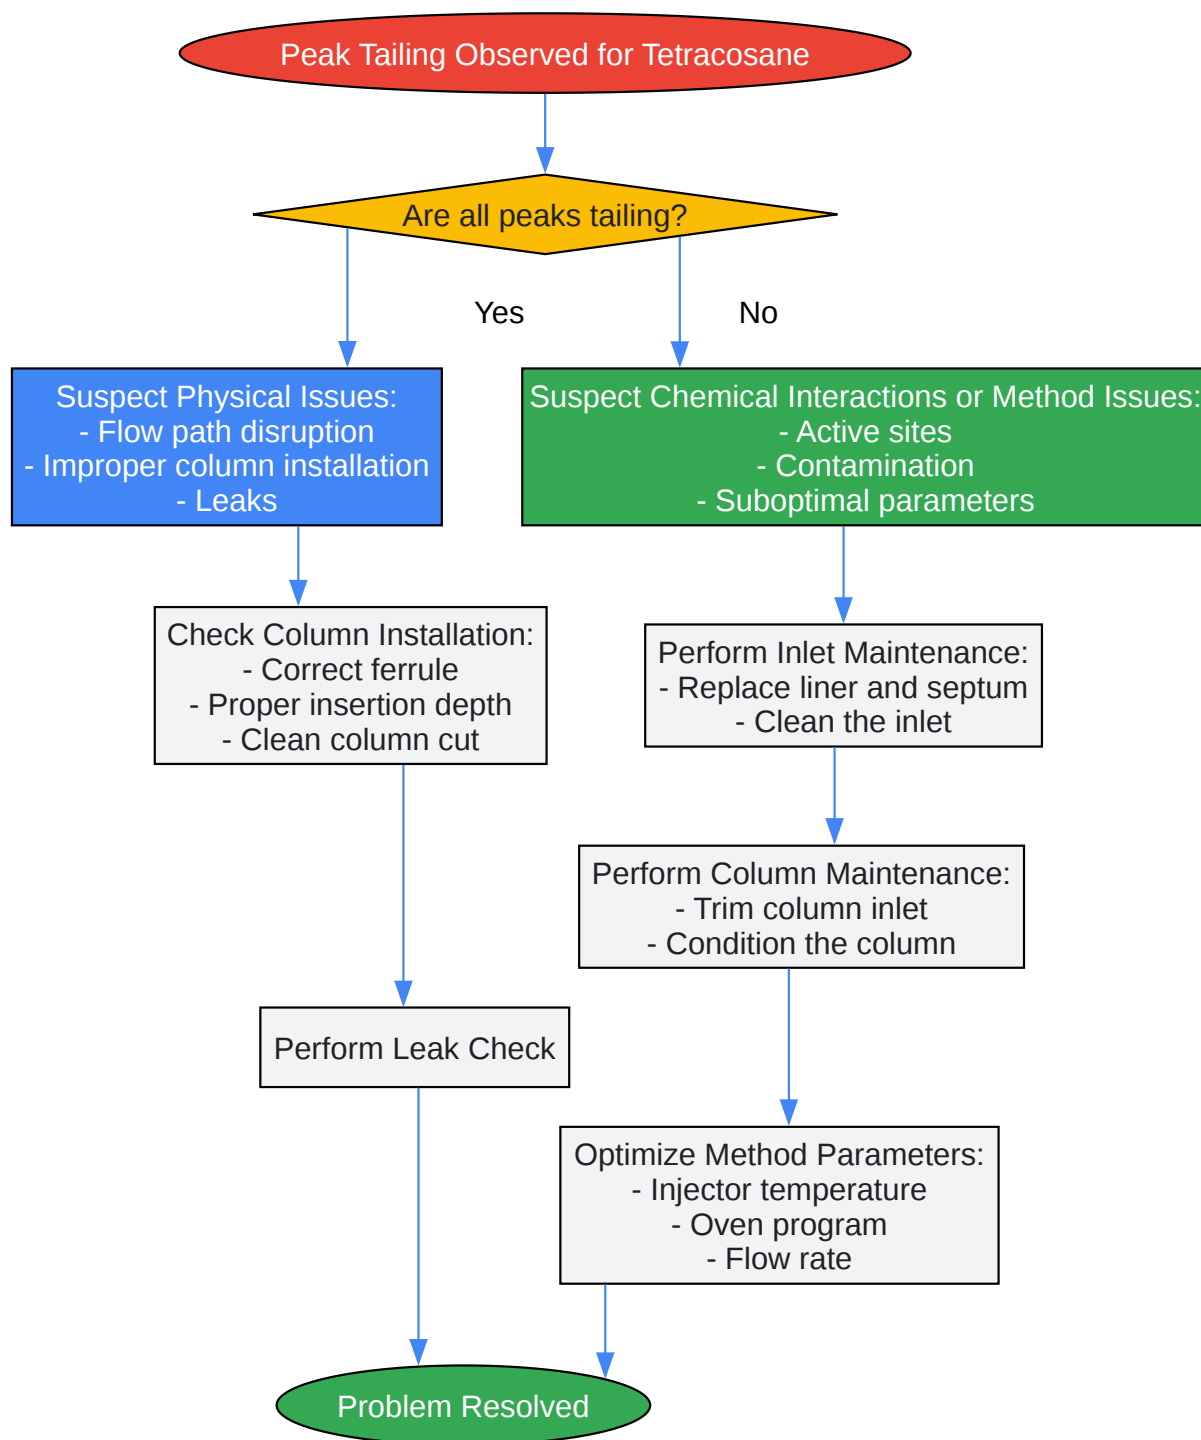 Peak Tailing Observed for Tetracosane
Are all peaks tailing?
Yes
No
Suspect Physical Issues:
- Flow path disruption
- Improper column installation
- Leaks
Suspect Chemical Interactions or Method Issues:
- Active sites
- Contamination
- Suboptimal parameters
Check Column Installation:
- Correct ferrule
- Proper insertion depth
- Clean column cut
Perform Inlet Maintenance:
- Replace liner and septum
- Clean the inlet
Perform Column Maintenance:
- Trim column inlet
- Condition the column
Perform Leak Check
Optimize Method Parameters:
- Injector temperature
- Oven program
- Flow rate
Problem Resolved